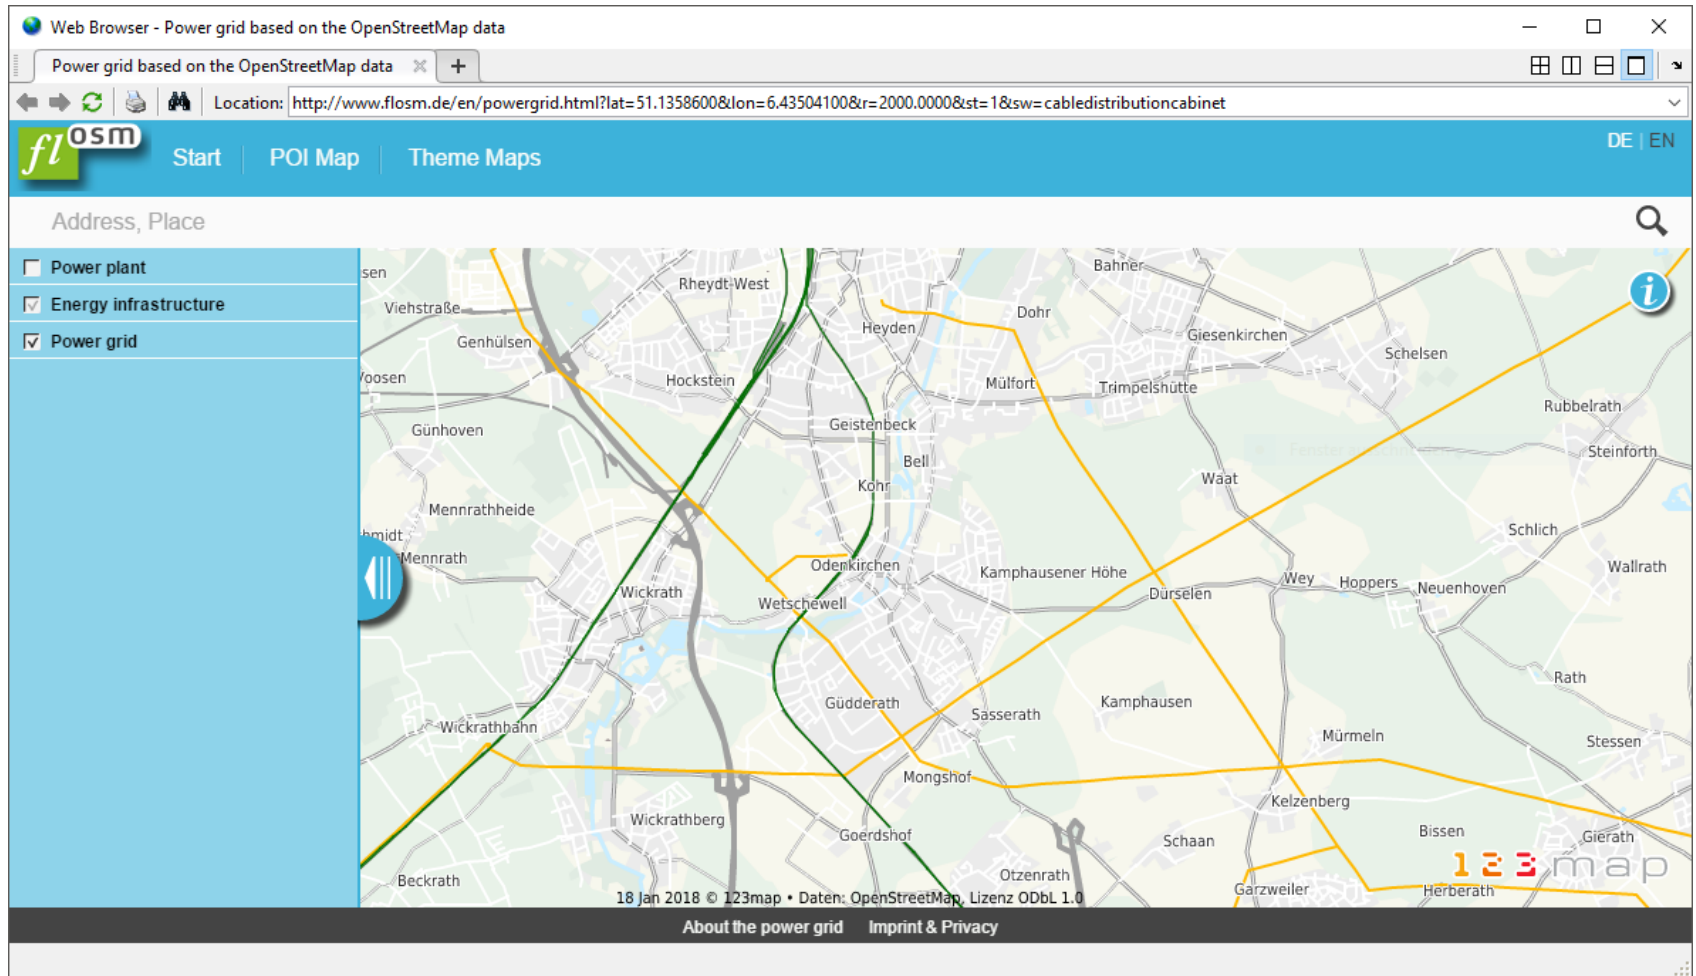 Web Browser - Power grid based on the OpenStreetMap data
Power grid based on the OpenStreetMap data
Location: http://www.flosm.de/en/powergrid.html?lat=51.1358600&lon=6.43504100&r=2000.0000&st=1&sw=cabledistributioncabinet
fl osm
Start POI Map Theme Maps
DE | EN
Address, Place
Power plant
Energy infrastructure
Power grid
sen
Rheydt-West
Bahner
Viehstraße
Dohr
Heyden
Giesenkirchen
Genhülsen
Schelsen
Voosen
Hockstein
Mülfort
Trimpelshütte
Rubbelrath
Geistenbeck
Günhoven
Steinforth
Bell
Waat
Kohr
Mennrathheide
Schlich
hmidt
Mennrath
Odenkirchen
Wallrath
Kamphausener Höhe
Wey
Hoppers
Neuenhoven
Wickrath
Dürselen
Wetschewell
Rath
Güdderath
Kamphausen
Sasserath
Wickrathbahn
Mürmeln
Stessen
Mongshof
Kelzenberg
Wickrathberg
Goerdshof
Schaan
Bissen
Gierath
123map
Otzenrath
Beckrath
Garzweiler
Herberath
18 Jan 2018 © 123map • Daten: OpenStreetMap, Lizenz ODbL 1.0
About the power grid Imprint & Privacy